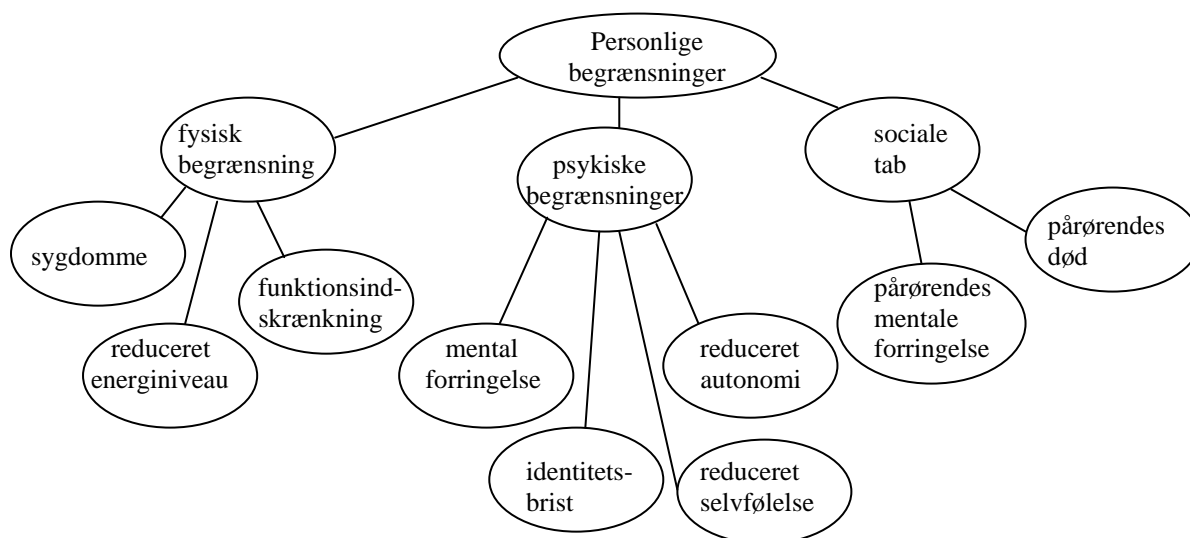 Personlige
begrænsninger
fysisk
begrænsning
psykiske
begrænsninger
sociale
tab
sygdomme
reduceret
energiniveau
funktionsind-
skrænkning
mental
forringelse
identitets-
brist
reduceret
selvfølelse
reduceret
autonomi
pårørendes
mentale
forringelse
pårørendes
død